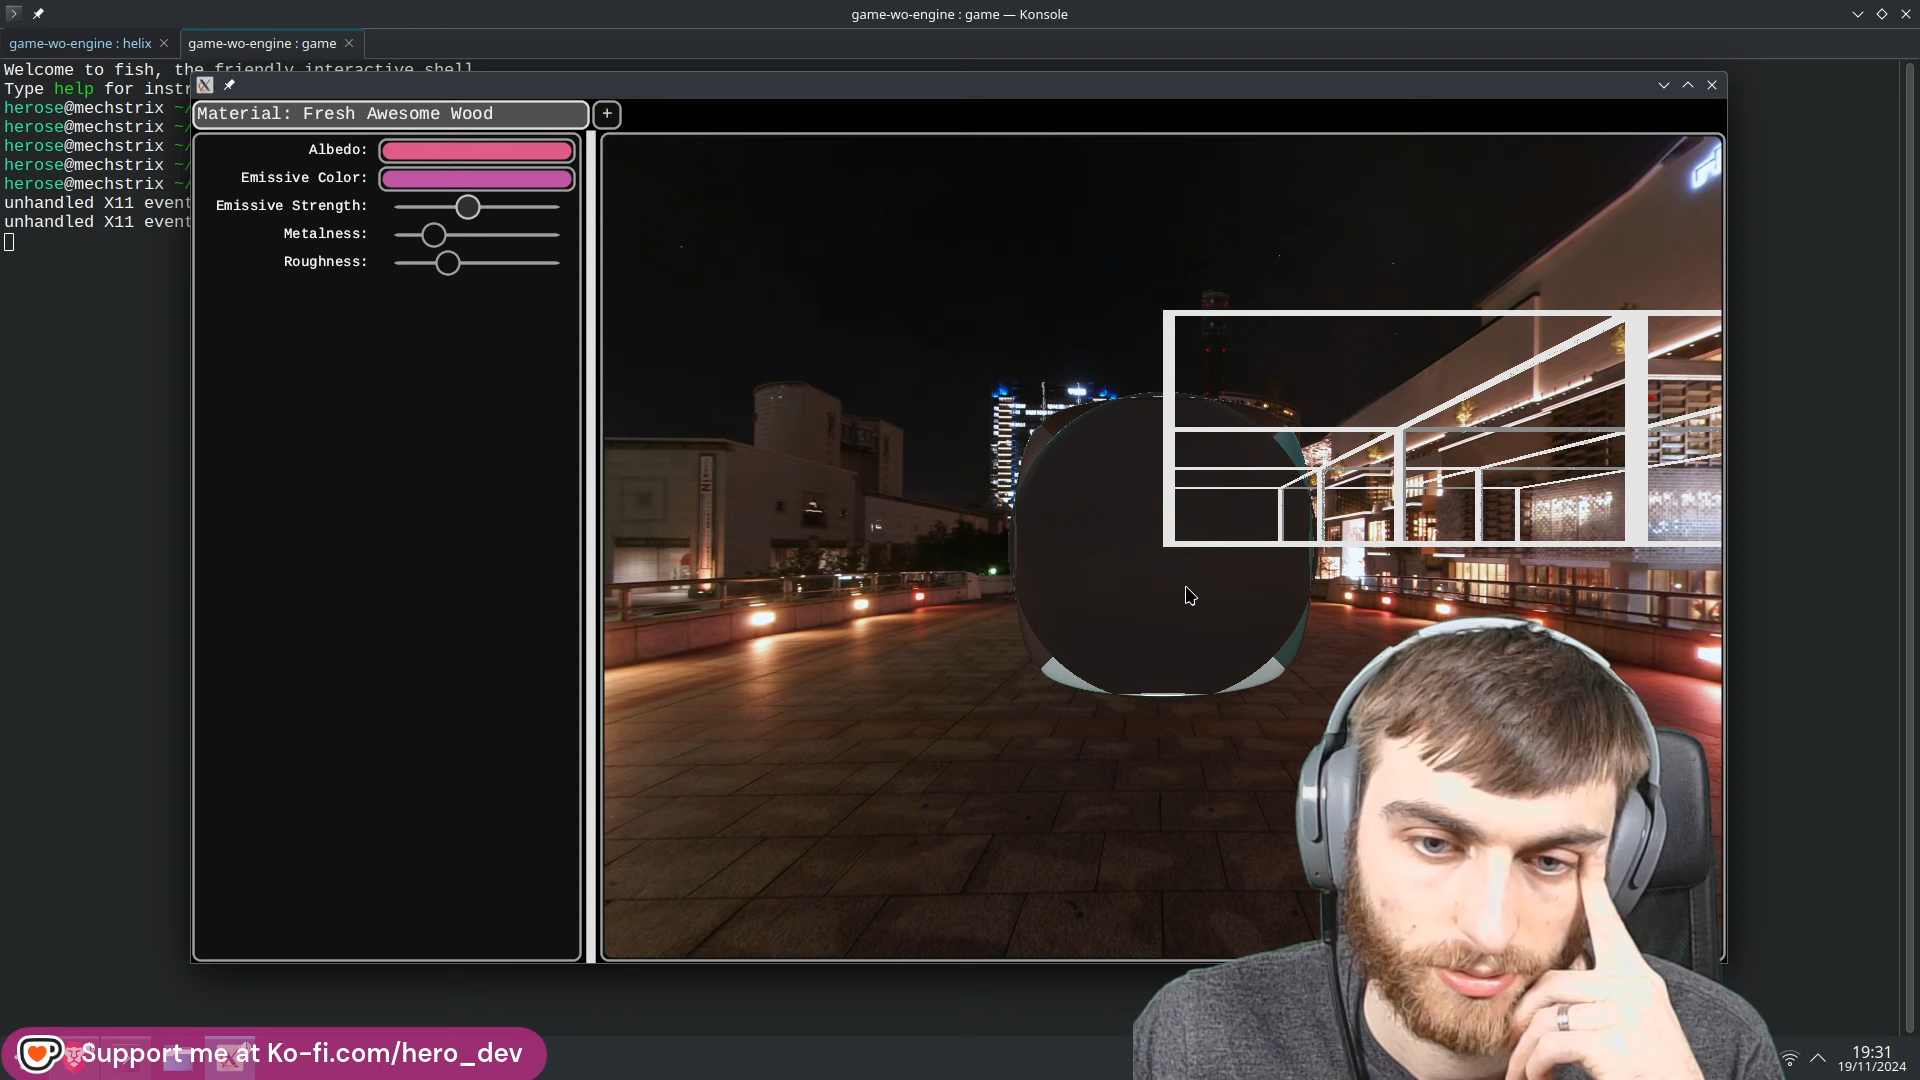 game-wo-engine : game — Konsole
game-wo-engine : helix
game-wo-engine : game
Welcome to fish, the friendly interactive shell
Type help for instr
herose@mechstrix ~/
herose@mechstrix ~/
herose@mechstrix ~/
herose@mechstrix ~/
herose@mechstrix ~/
unhandled X11 event
unhandled X11 event
Material: Fresh Awesome Wood
+
Albedo:
Emissive Color:
Emissive Strength:
Metalness:
Roughness:
Support me at Ko-fi.com/hero_dev
19:31
19/11/2024